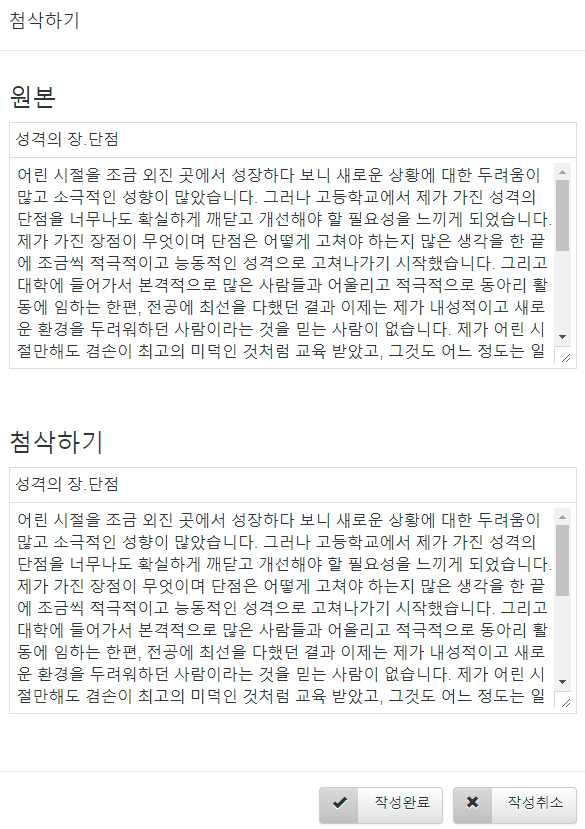 첨삭하기
원본
성격의 장.단점
어린 시절을 조금 외진 곳에서 성장하다 보니 새로운 상황에 대한 두려움이
많고 소극적인 성향이 많았습니다. 그러나 고등학교에서 제가 가진 성격의
단점을 너무나도 확실하게 깨닫고 개선해야 할 필요성을 느끼게 되었습니다.
제가 가진 장점이 무엇이며 단점은 어떻게 고쳐야 하는지 많은 생각을 한 끝
에 조금씩 적극적이고 능동적인 성격으로 고쳐나가기 시작했습니다. 그리고
대학에 들어가서 본격적으로 많은 사람들과 어울리고 적극적으로 동아리 활
동에 임하는 한편, 전공에 최선을 다했던 결과 이제는 제가 내성적이고 새로
운 환경을 두려워하던 사람이라는 것을 믿는 사람이 없습니다. 제가 어린 시
절만해도 겸손이 최고의 미덕인 것처럼 교육 받았고, 그것도 어느 정도는 일
첨삭하기
성격의 장.단점
어린 시절을 조금 외진 곳에서 성장하다 보니 새로운 상황에 대한 두려움이
많고 소극적인 성향이 많았습니다. 그러나 고등학교에서 제가 가진 성격의
단점을 너무나도 확실하게 깨닫고 개선해야 할 필요성을 느끼게 되었습니다.
제가 가진 장점이 무엇이며 단점은 어떻게 고쳐야 하는지 많은 생각을 한 끝
에 조금씩 적극적이고 능동적인 성격으로 고쳐나가기 시작했습니다. 그리고
대학에 들어가서 본격적으로 많은 사람들과 어울리고 적극적으로 동아리 활
동에 임하는 한편, 전공에 최선을 다했던 결과 이제는 제가 내성적이고 새로
운 환경을 두려워하던 사람이라는 것을 믿는 사람이 없습니다. 제가 어린 시
절만해도 겸손이 최고의 미덕인 것처럼 교육 받았고, 그것도 어느 정도는 일
작성완료 작성취소